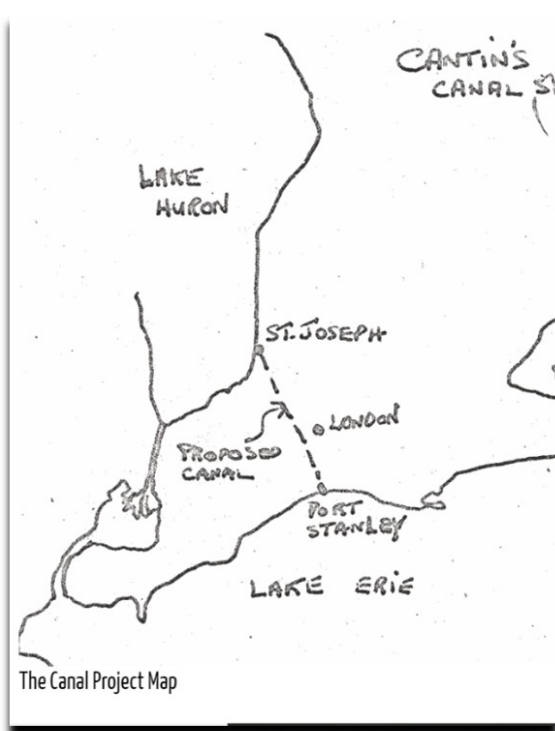 CANTIN'S
CANAL
LAKE
HURON
ST. JOSEPH
LONDON
PROPOSED
CANAL
PORT
STANLEY
LAKE ERIE
The Canal Project Map